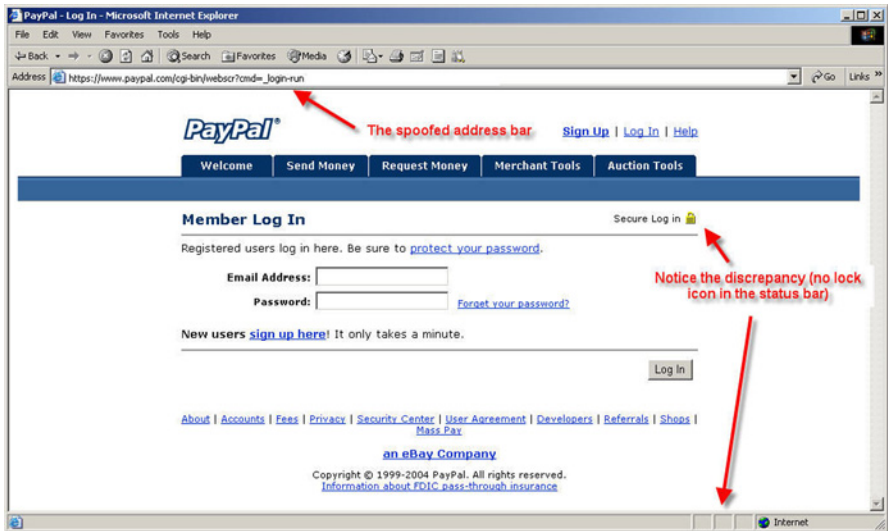 PayPal - Log In - Microsoft Internet Explorer
File Edit View Favorites Tools Help
Back Search Favorites Media
Address https://www.paypal.com/cgi-bin/webscr?cmd=_login-run Go Links »
PayPal®
The spoofed address bar
Sign Up | Log In | Help
Welcome Send Money Request Money Merchant Tools Auction Tools
Member Log In Secure Log in
Registered users log in here. Be sure to protect your password.
Email Address:
Notice the discrepancy (no lock
icon in the status bar)
Password: Forget your password?
New users sign up here! It only takes a minute.
Log In
About | Accounts | Fees | Privacy | Security Center | User Agreement | Developers | Referrals | Shops |
Mass Pay
an eBay Company
Copyright © 1999-2004 PayPal. All rights reserved.
Information about FDIC pass-through insurance
Internet